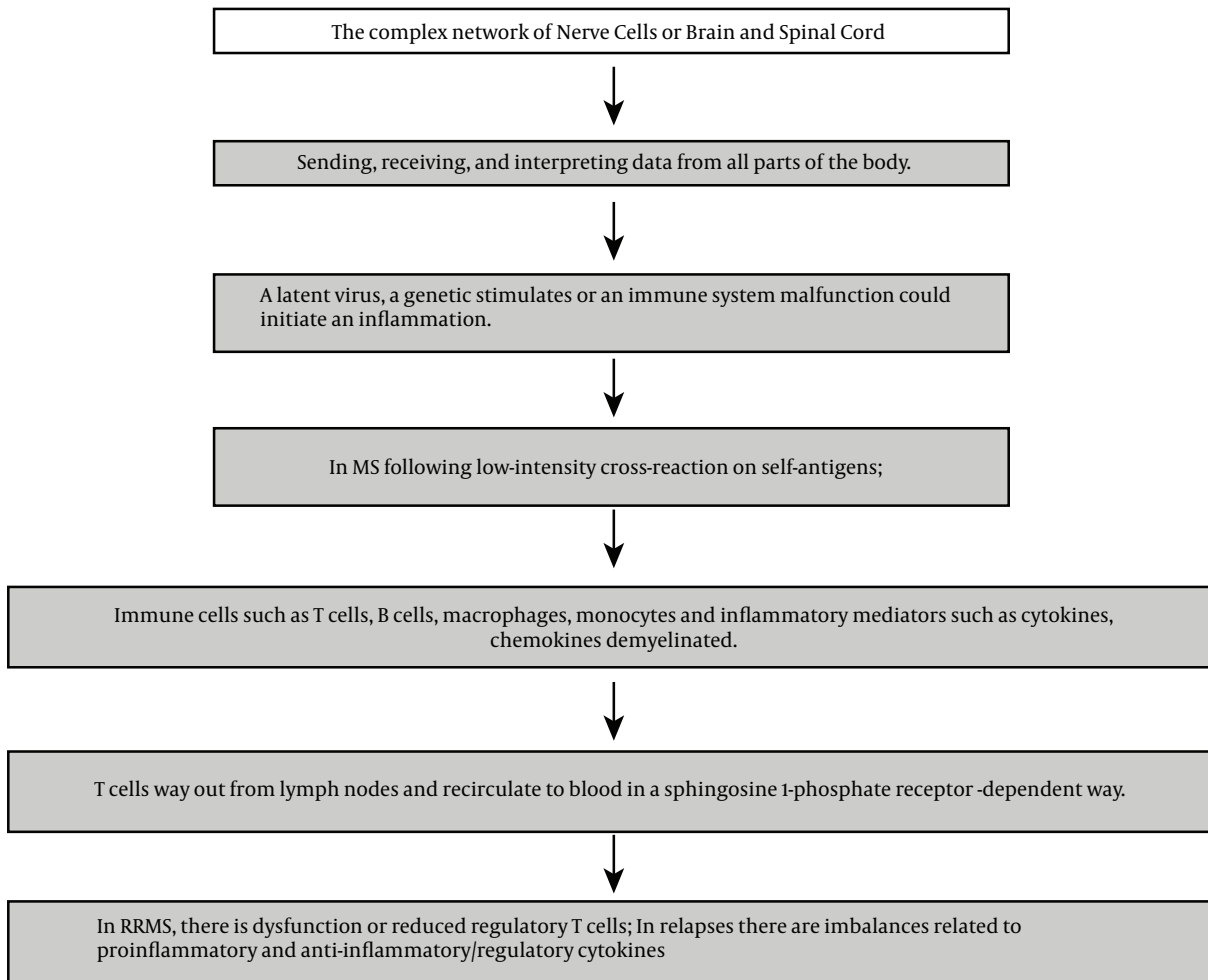 The complex network of Nerve Cells or Brain and Spinal Cord
Sending, receiving, and interpreting data from all parts of the body.
A latent virus, a genetic stimulates or an immune system malfunction could
initiate an inflammation.
In MS following low-intensity cross-reaction on self-antigens;
Immune cells such as T cells, B cells, macrophages, monocytes and inflammatory mediators such as cytokines,
chemokines demyelinated.
T cells way out from lymph nodes and recirculate to blood in a sphingosine 1-phosphate receptor -dependent way.
In RRMS, there is dysfunction or reduced regulatory T cells; In relapses there are imbalances related to
proinflammatory and anti-inflammatory/regulatory cytokines